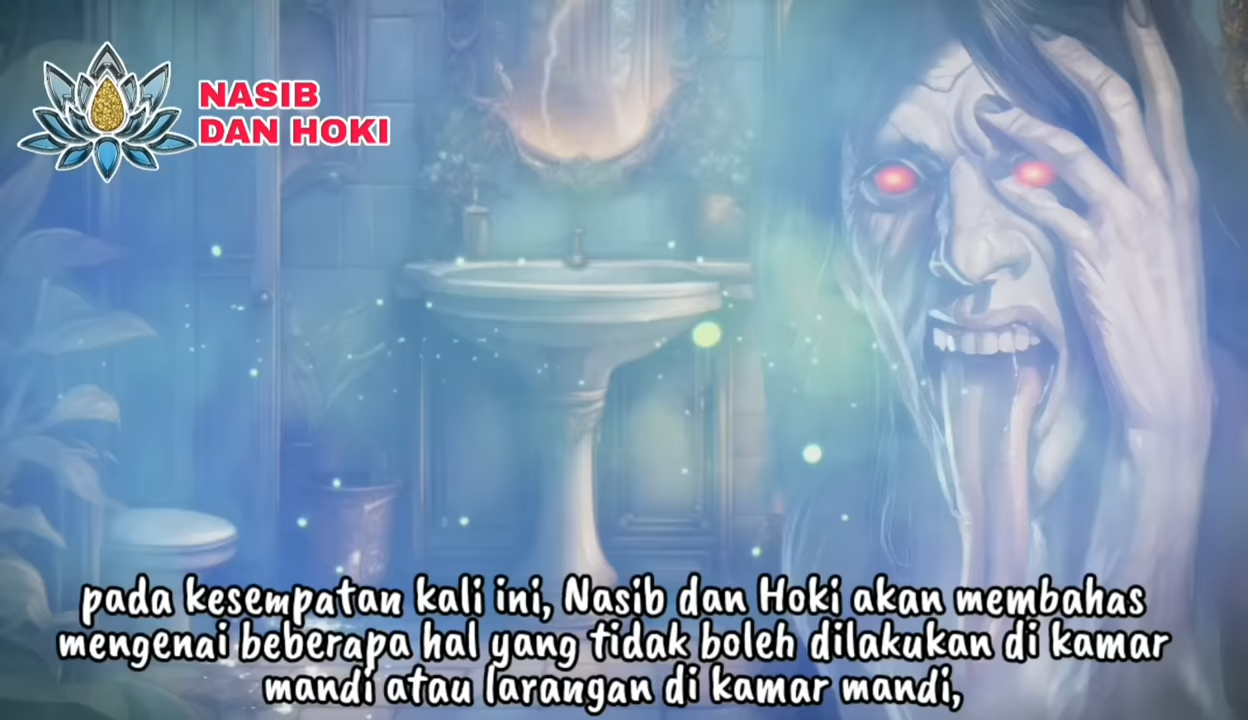 NASIB
DAN HOKI
pada kesempatan kali ini, Nasib dan Hoki akan membahas
mengenai beberapa hal yang tidak boleh dilakukan di kamar
mandi atau larangan di kamar mandi,